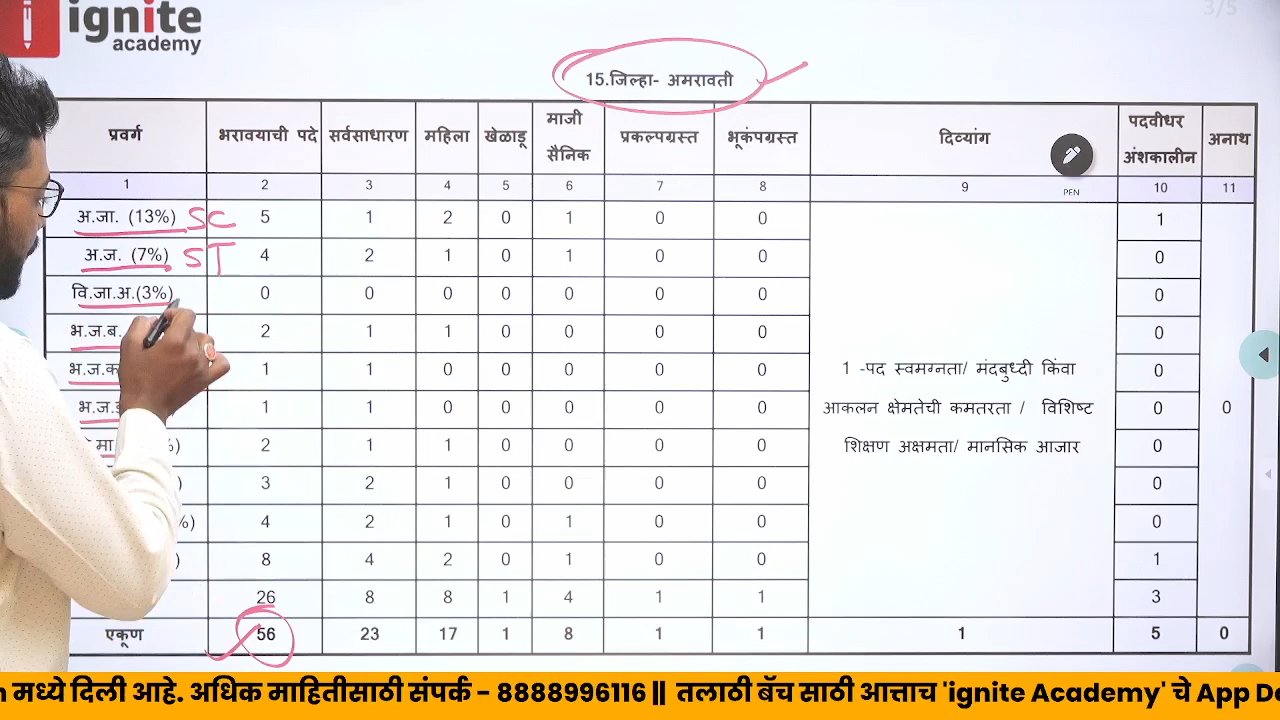 3/5
ignite
academy
15.जिल्हा- अमरावती
प्रवर्ग भरावयाची पदे सर्वसाधारण महिला खेळाडू माजी सैनिक प्रकल्पग्रस्त भूकंपग्रस्त दिव्यांग पदवीधर अंशकालीन अनाथ
PEN
1 2 3 4 5 6 7 8 9 10 11
अ.जा. (13%) SC 5 1 2 0 1 0 0 1
अ.ज. (7%) ST 4 2 1 0 1 0 0 0
वि.जा.अ.(3%) 0 0 0 0 0 0 0 0
भ.ज.ब. 2 1 1 0 0 0 0 0
भ.ज.क 1 1 0 0 0 0 0 1 -पद स्वमग्नता/ मंदबुध्दी किंवा 0
भ.ज.ड 1 1 0 0 0 0 0 आकलन क्षेमतेची कमतरता / विशिष्ट 0 0
मा %) 2 1 1 0 0 0 0 शिक्षण अक्षमता/ मानसिक आजार 0
) 3 2 1 0 0 0 0 0
%) 4 2 1 0 1 0 0 0
) 8 4 2 0 1 0 0 1
26 8 8 1 4 1 1 3
एकूण 56 23 17 1 8 1 1 1 5 0
मध्ये दिली आहे. अधिक माहितीसाठी संपर्क - 8888996116 || तलाठी बॅच साठी आत्ताच 'ignite Academy' चे App